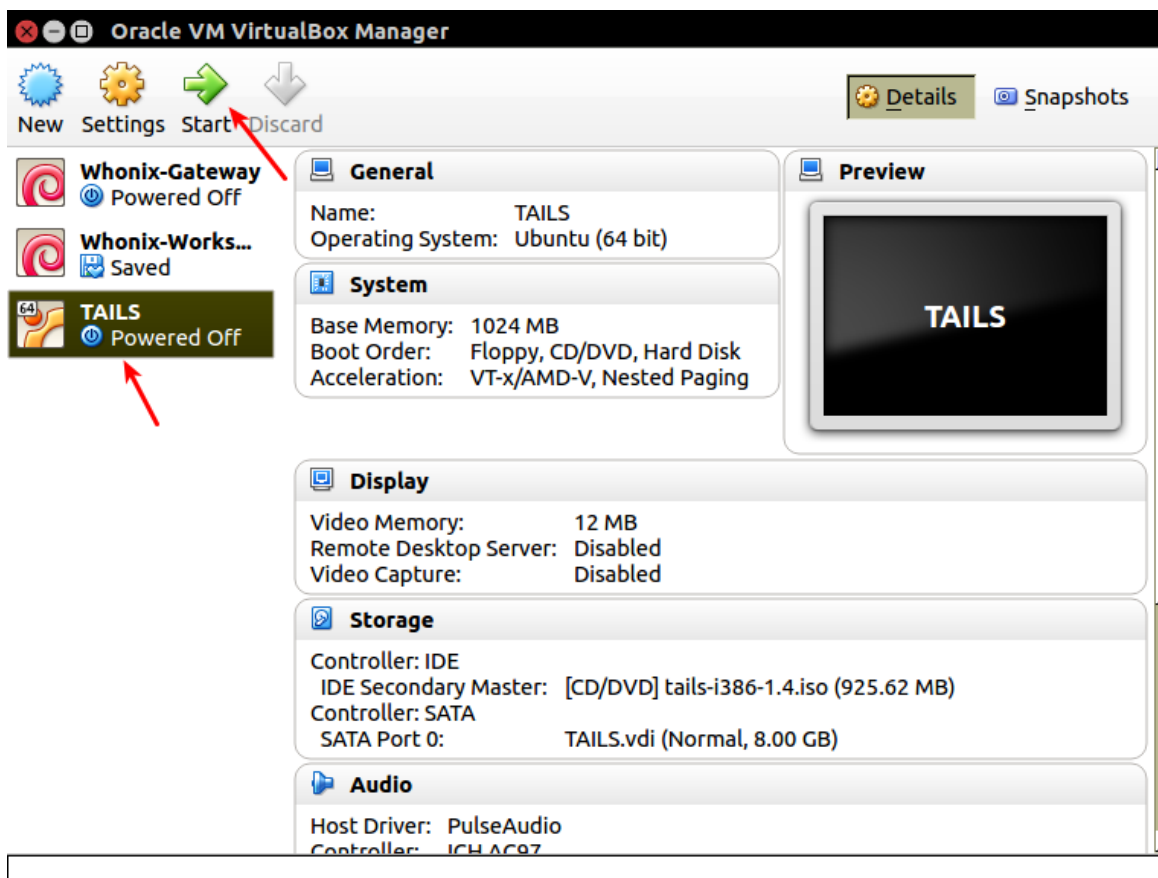 Oracle VM VirtualBox Manager
New Settings Start Discard
Details Snapshots
Whonix-Gateway
Powered Off
Whonix-Works...
Saved
64
TAILS
Powered Off
General
Name: TAILS
Operating System: Ubuntu (64 bit)
System
Base Memory: 1024 MB
Boot Order: Floppy, CD/DVD, Hard Disk
Acceleration: VT-x/AMD-V, Nested Paging
Preview
TAILS
Display
Video Memory: 12 MB
Remote Desktop Server: Disabled
Video Capture: Disabled
Storage
Controller: IDE
IDE Secondary Master: [CD/DVD] tails-i386-1.4.iso (925.62 MB)
Controller: SATA
SATA Port 0: TAILS.vdi (Normal, 8.00 GB)
Audio
Host Driver: PulseAudio
Controller: ICH AC97